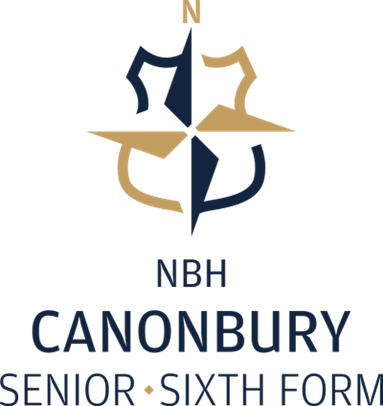 N
NBH
CANONBURY
SENIOR · SIXTH FORM